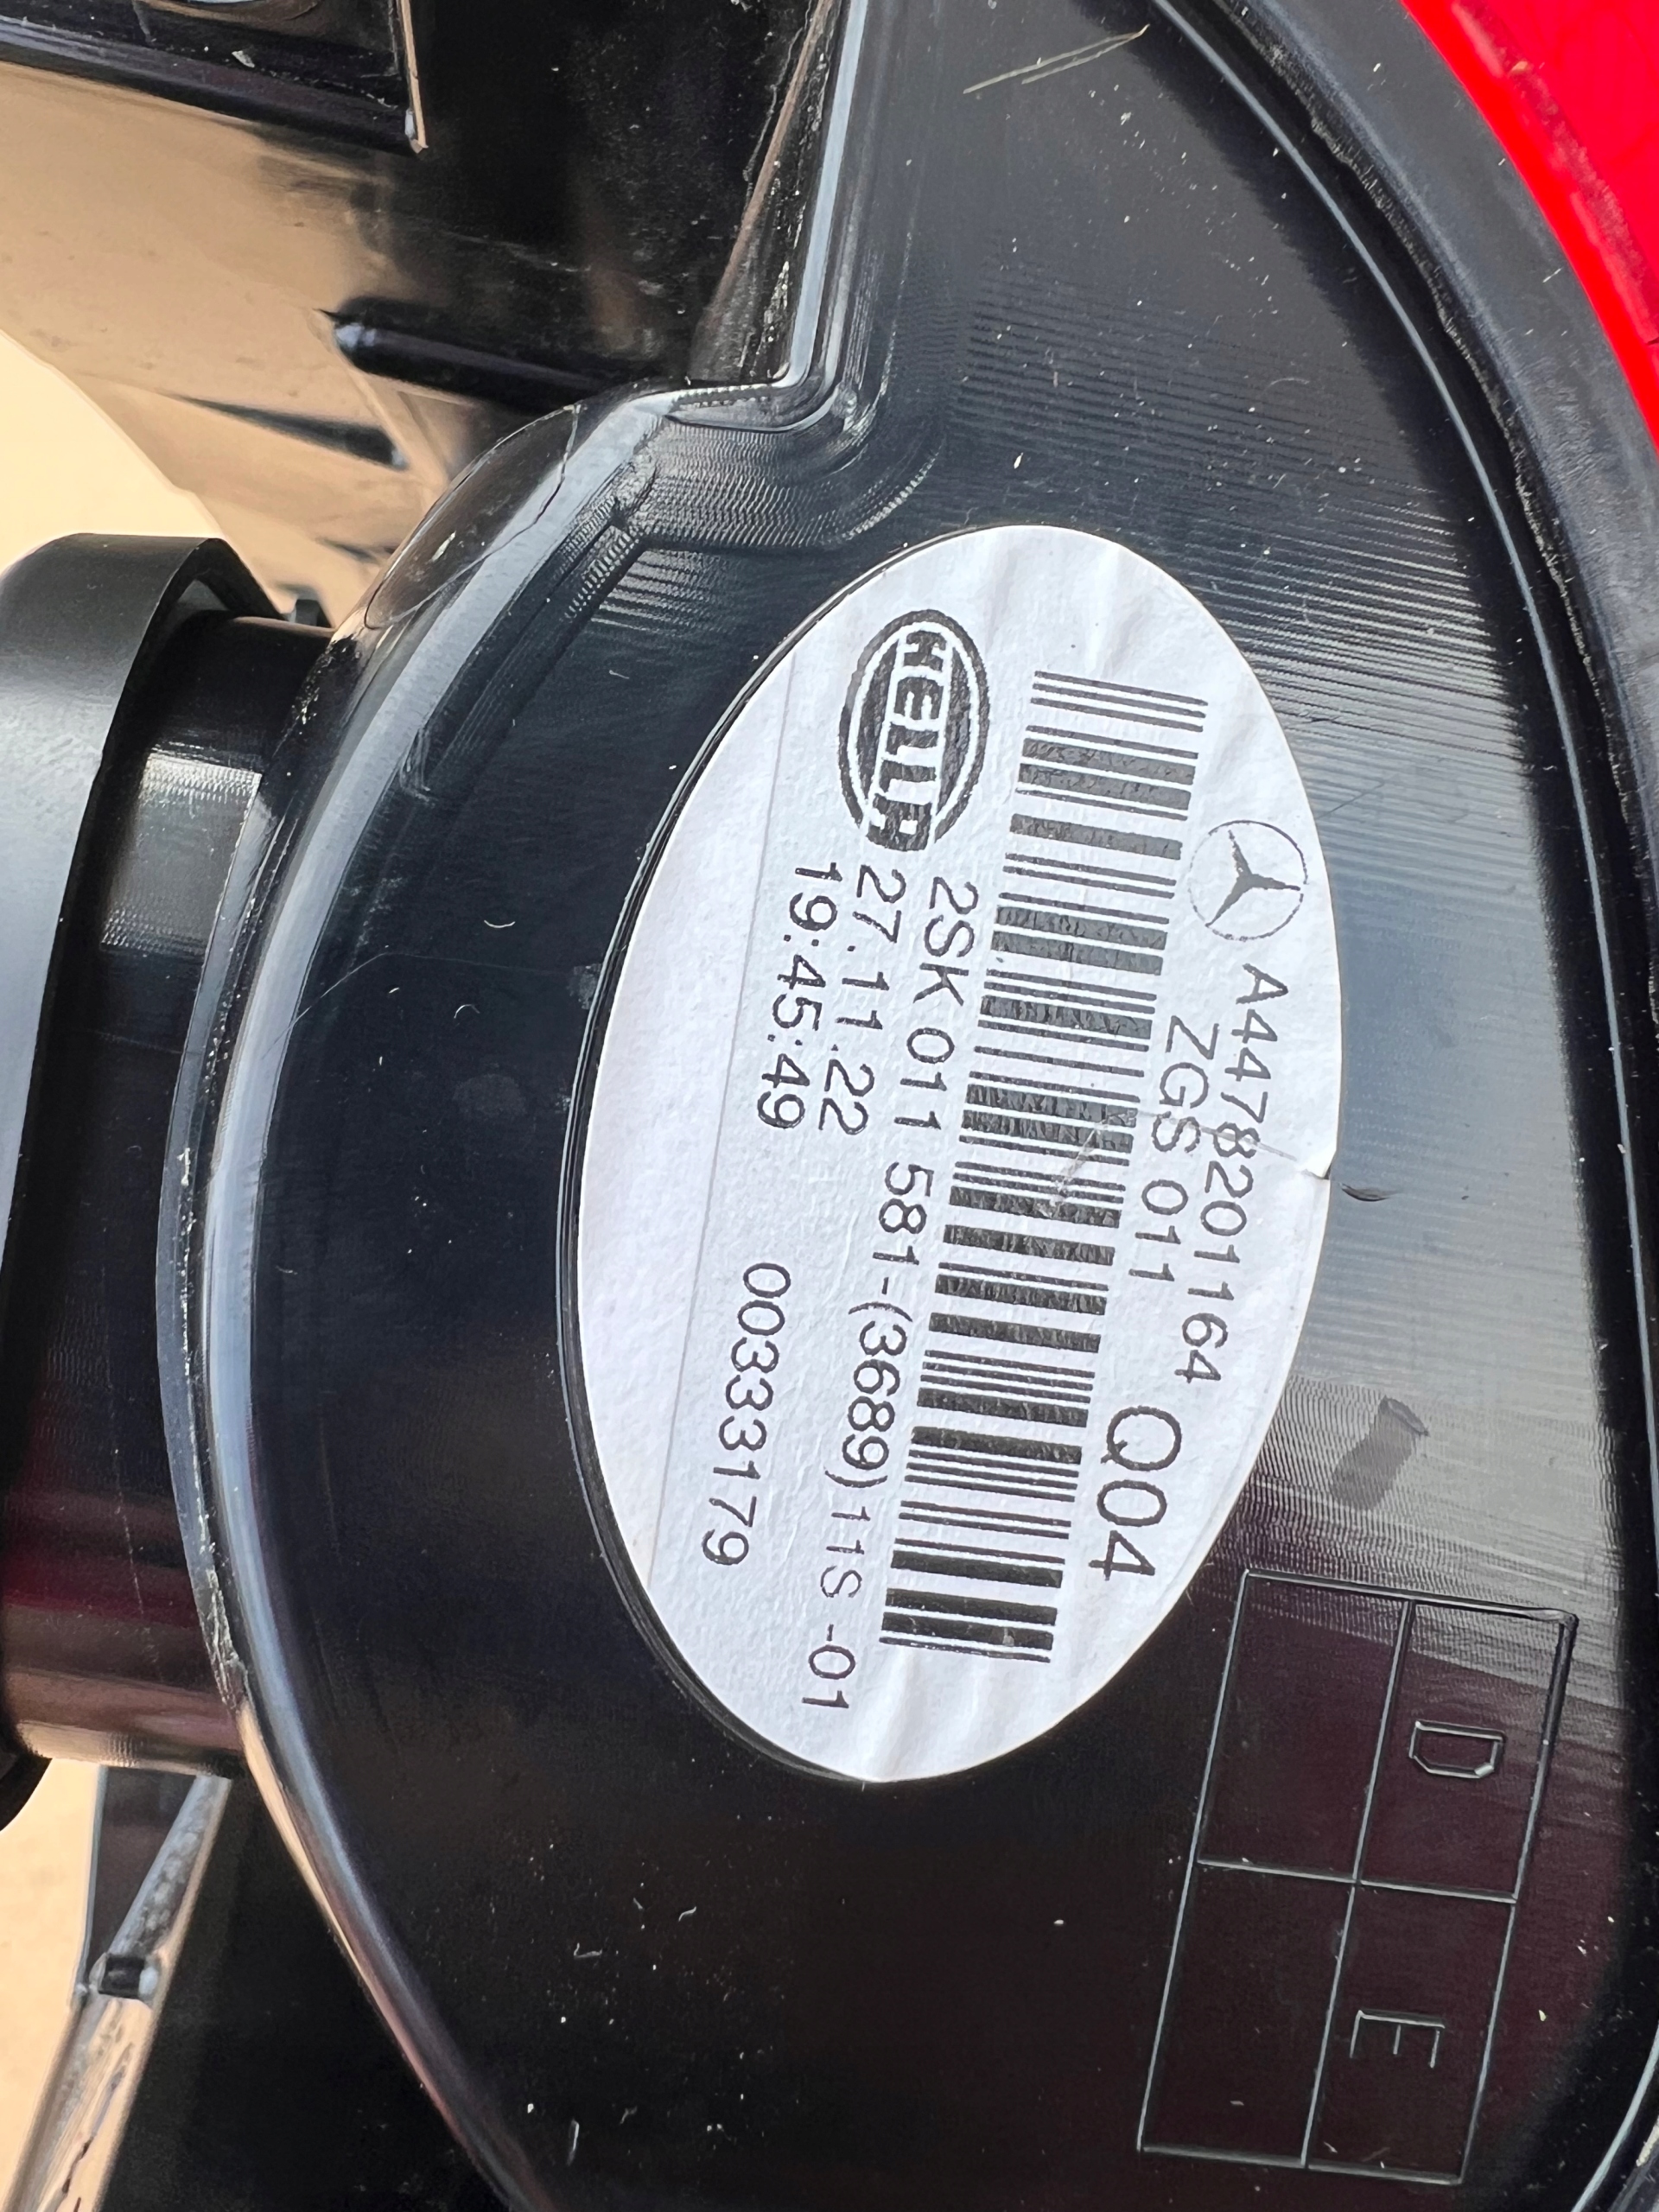 A4478201164 Q04
ZGS 011
HELLA
2SK 011 581-(3689)11S -01
27.11.22
19:45:49 00333179
D
E